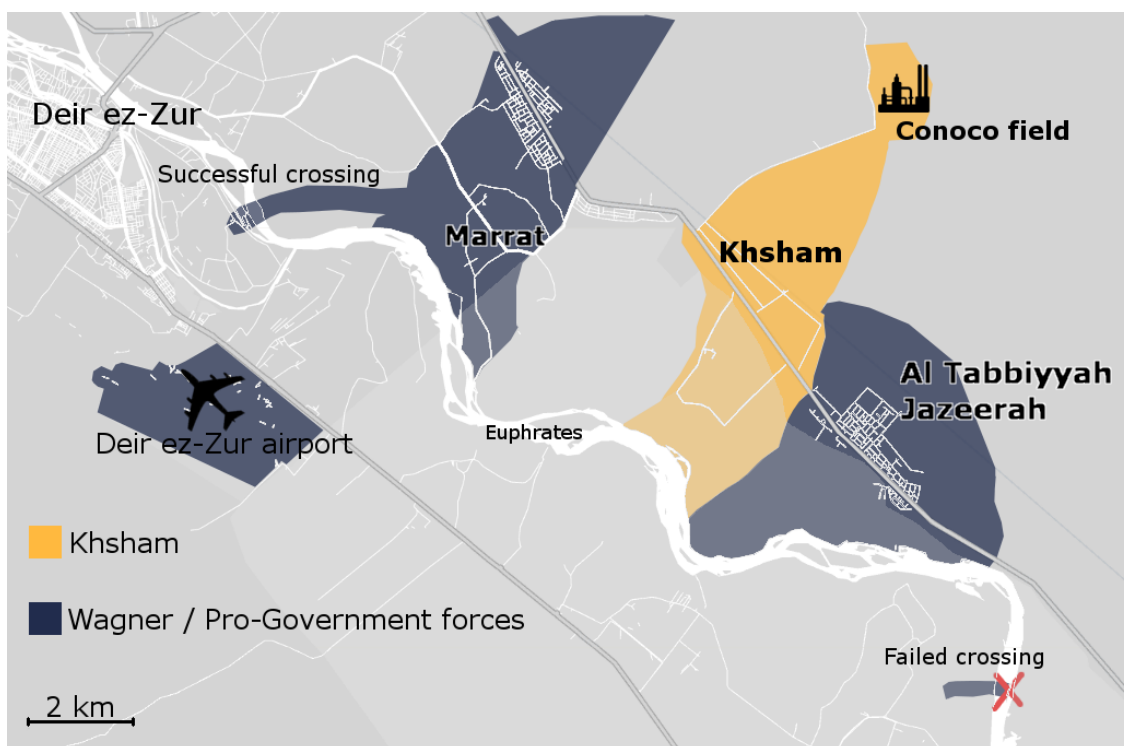 Deir ez-Zur
Conoco field
Successful crossing
Marrat
Khsham
Al Tabbiyyah
Jazeerah
Deir ez-Zur airport
Euphrates
Khsham
Wagner / Pro-Government forces
Failed crossing
2 km